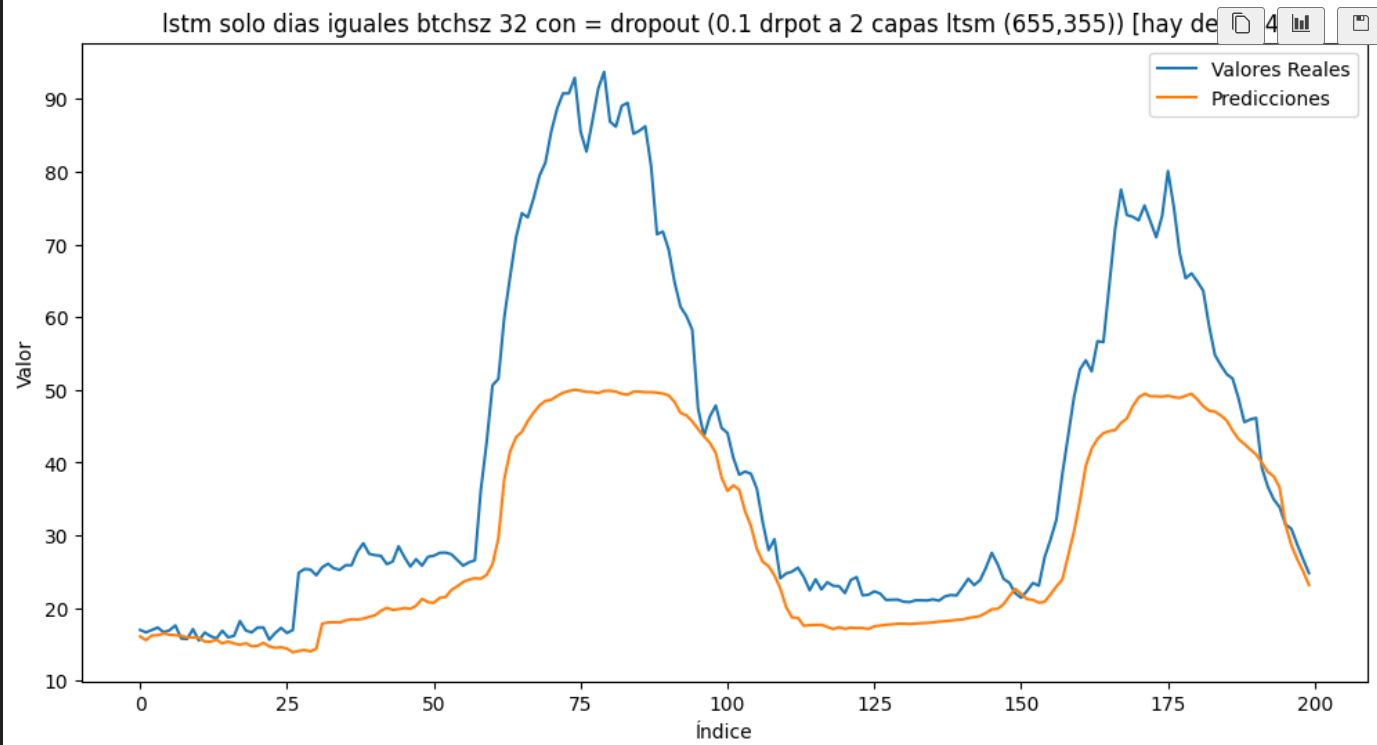 lstm solo dias iguales btchsz 32 con = dropout (0.1 drpot a 2 capas ltsm (655,355)) [hay de 4
Valores Reales
Predicciones
Valor
90
80
70
60
50
40
30
20
10
0 25 50 75 100 125 150 175 200
Índice